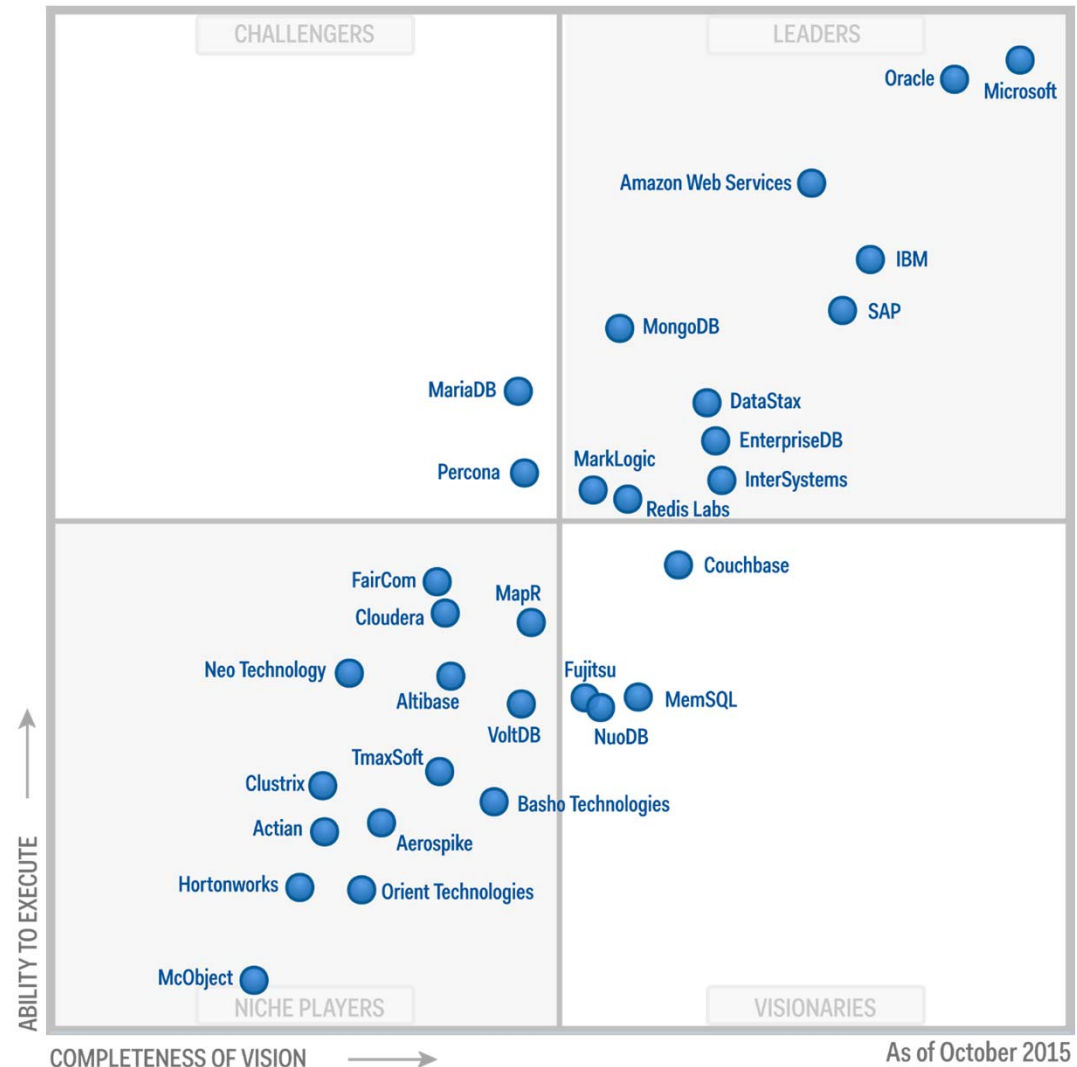 CHALLENGERS
LEADERS
Oracle
Microsoft
Amazon Web Services
IBM
SAP
MongoDB
MariaDB
DataStax
EnterpriseDB
MarkLogic
Percona
InterSystems
Redis Labs
Couchbase
FairCom
MapR
Cloudera
Neo Technology
Fujitsu
Altibase
MemSQL
VoltDB
NuoDB
TmaxSoft
Clustrix
Basho Technologies
Actian
Aerospike
Hortonworks
Orient Technologies
McObject
NICHE PLAYERS
VISIONARIES
ABILITY TO EXECUTE
COMPLETENESS OF VISION
As of October 2015